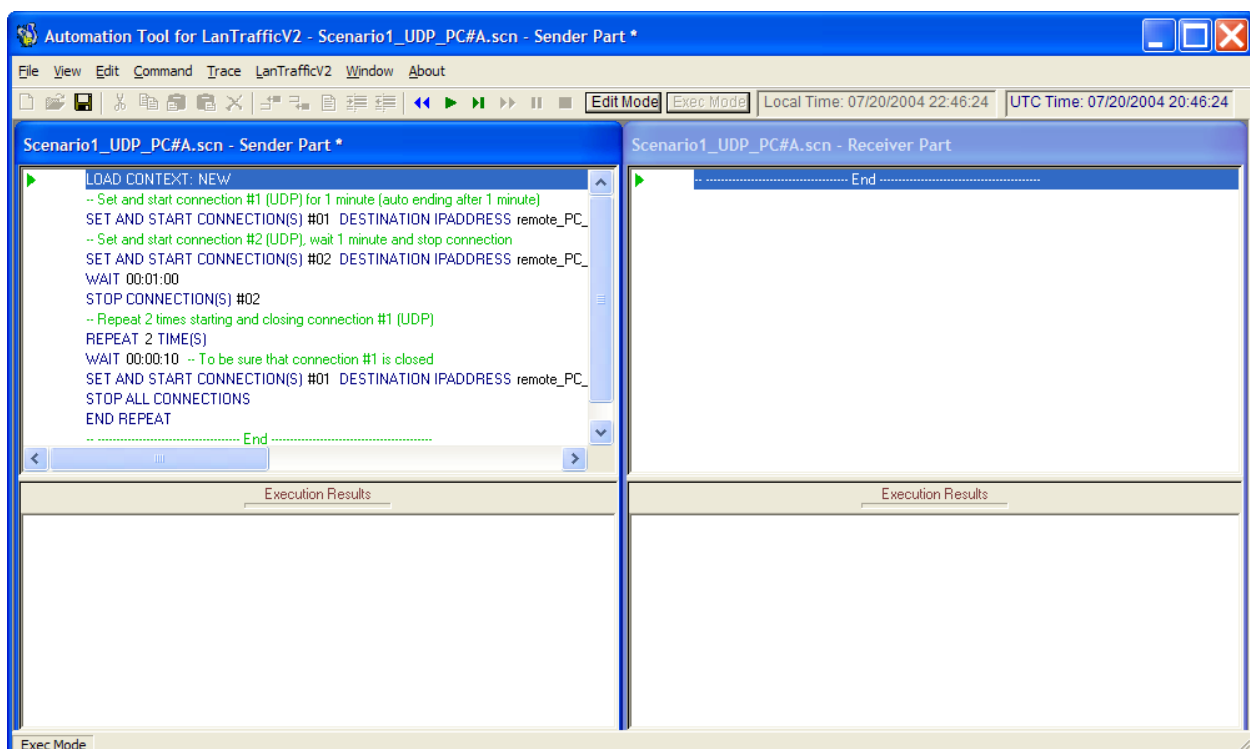 Automation Tool for LanTrafficV2 - Scenario1_UDP_PC#A.scn - Sender Part *
File View Edit Command Trace LanTrafficV2 Window About
Edit Mode Exec Mode Local Time: 07/20/2004 22:46:24 UTC Time: 07/20/2004 20:46:24
Scenario1_UDP_PC#A.scn - Sender Part *
LOAD CONTEXT: NEW
-- Set and start connection #1 (UDP) for 1 minute (auto ending after 1 minute)
SET AND START CONNECTION(S) #01 DESTINATION IPADDRESS remote_PC_
-- Set and start connection #2 (UDP), wait 1 minute and stop connection
SET AND START CONNECTION(S) #02 DESTINATION IPADDRESS remote_PC_
WAIT 00:01:00
STOP CONNECTION(S) #02
-- Repeat 2 times starting and closing connection #1 (UDP)
REPEAT 2 TIME(S)
WAIT 00:00:10 -- To be sure that connection #1 is closed
SET AND START CONNECTION(S) #01 DESTINATION IPADDRESS remote_PC_
STOP ALL CONNECTIONS
END REPEAT
-- ------------------------------------ End ------------------------------------------
Execution Results
Scenario1_UDP_PC#A.scn - Receiver Part
-- ------------------------------------ End ------------------------------------------
Execution Results
Exec Mode